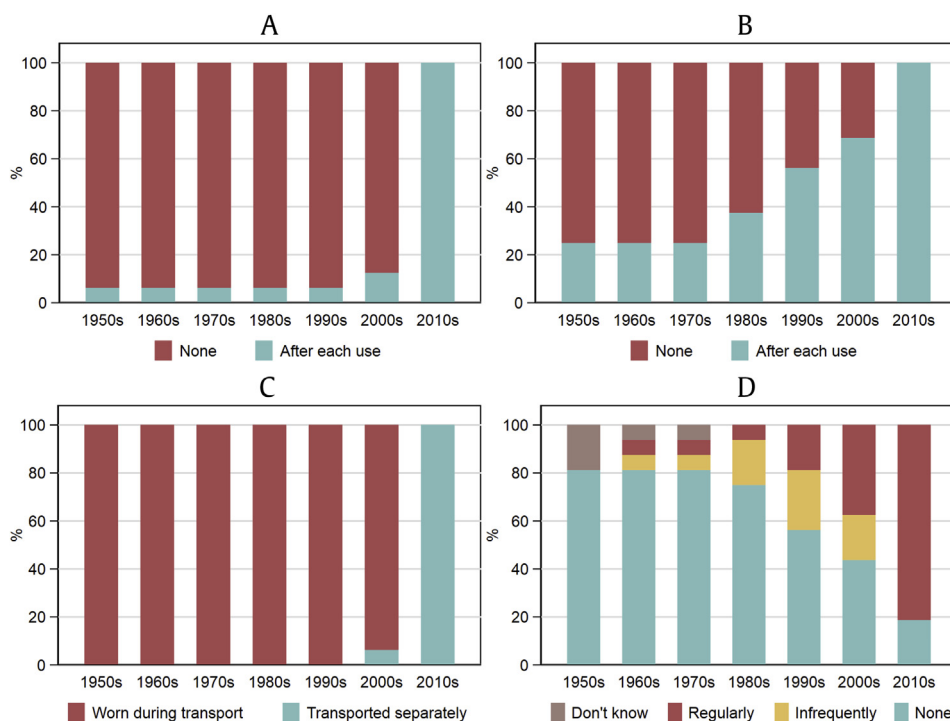 A
B
100
80
60
40
20
0
%
1950s 1960s 1970s 1980s 1990s 2000s 2010s
None After each use
100
80
60
40
20
0
%
1950s 1960s 1970s 1980s 1990s 2000s 2010s
None After each use
C
D
100
80
60
40
20
0
%
1950s 1960s 1970s 1980s 1990s 2000s 2010s
Worn during transport Transported separately
100
80
60
40
20
0
%
1950s 1960s 1970s 1980s 1990s 2000s 2010s
Don't know Regularly Infrequently None